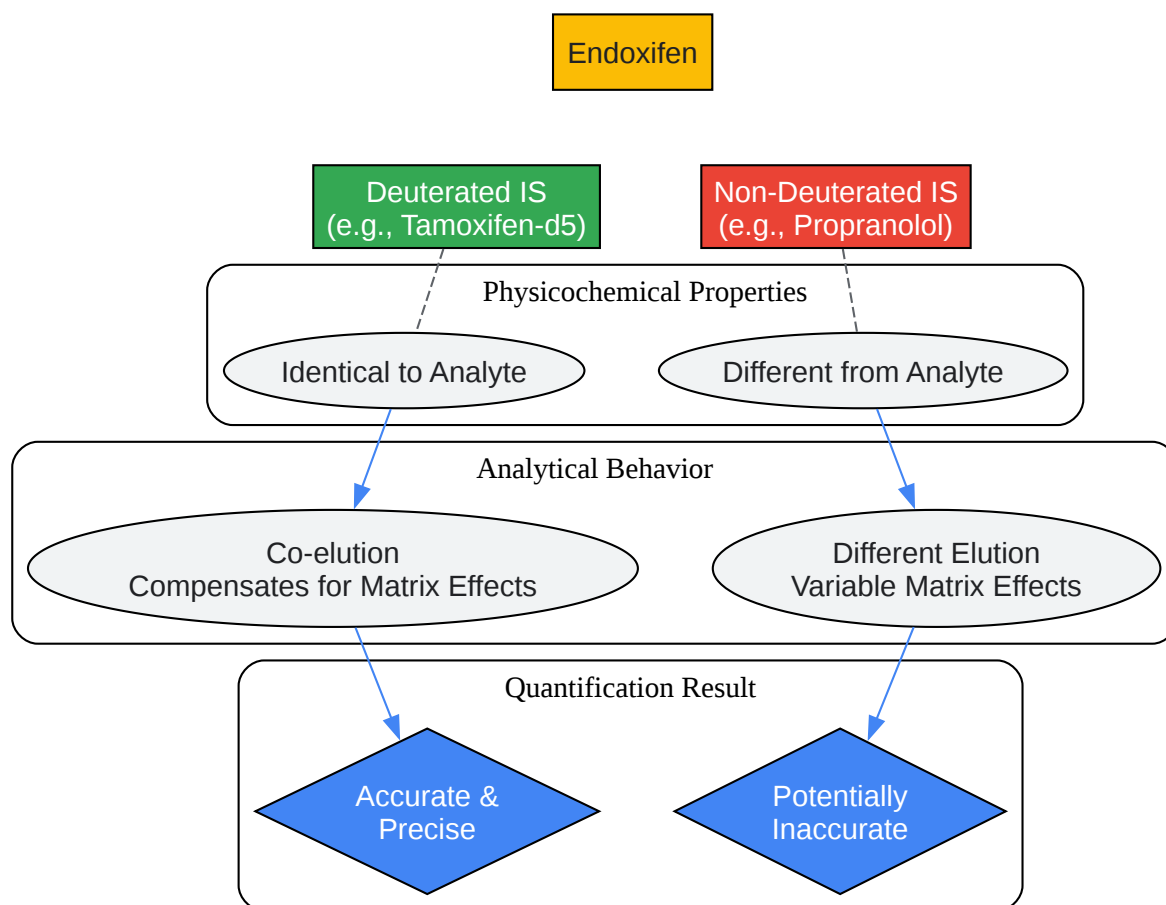 Endoxifen
Deuterated IS
(e.g., Tamoxifen-d5)
Non-Deuterated IS
(e.g., Propranolol)
Physicochemical Properties
Identical to Analyte
Different from Analyte
Analytical Behavior
Co-elution
Compensates for Matrix Effects
Different Elution
Variable Matrix Effects
Quantification Result
Accurate &
Precise
Potentially
Inaccurate